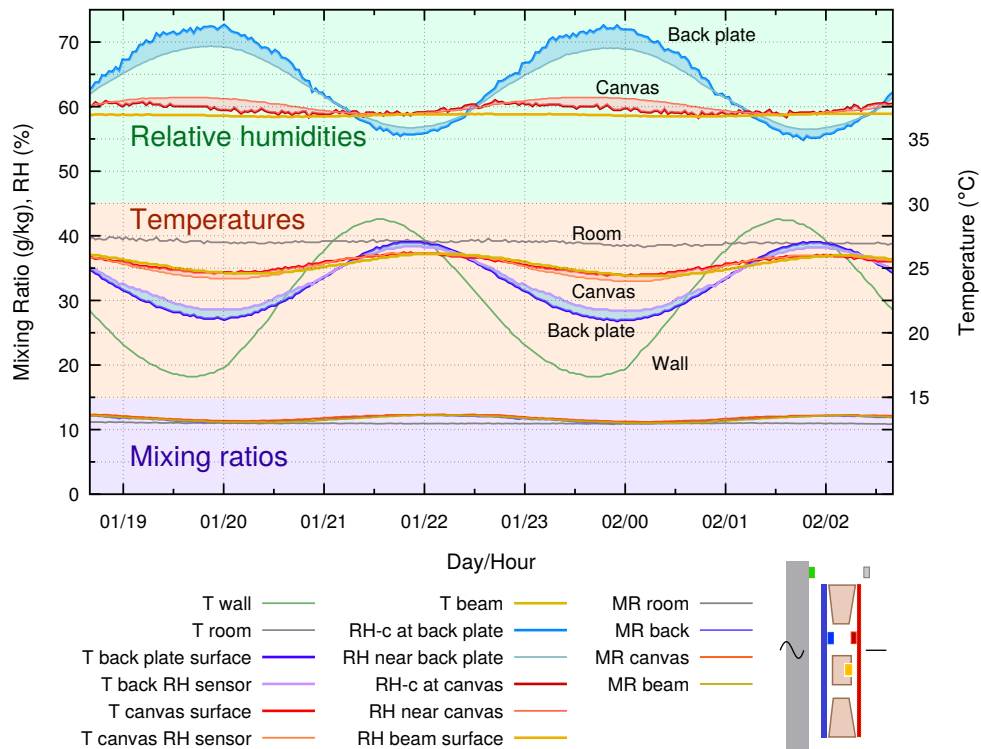 70
60
50
40
30
20
10
0
Mixing Ratio (g/kg), RH (%)
35
30
25
20
15
Temperature (°C)
Back plate
Canvas
Relative humidities
Temperatures
Room
Canvas
Back plate
Wall
Mixing ratios
01/19 01/20 01/21 01/22 01/23 02/00 02/01 02/02
Day/Hour
T wall
T room
T back plate surface
T back RH sensor
T canvas surface
T canvas RH sensor
T beam
RH-c at back plate
RH near back plate
RH-c at canvas
RH near canvas
RH beam surface
MR room
MR back
MR canvas
MR beam